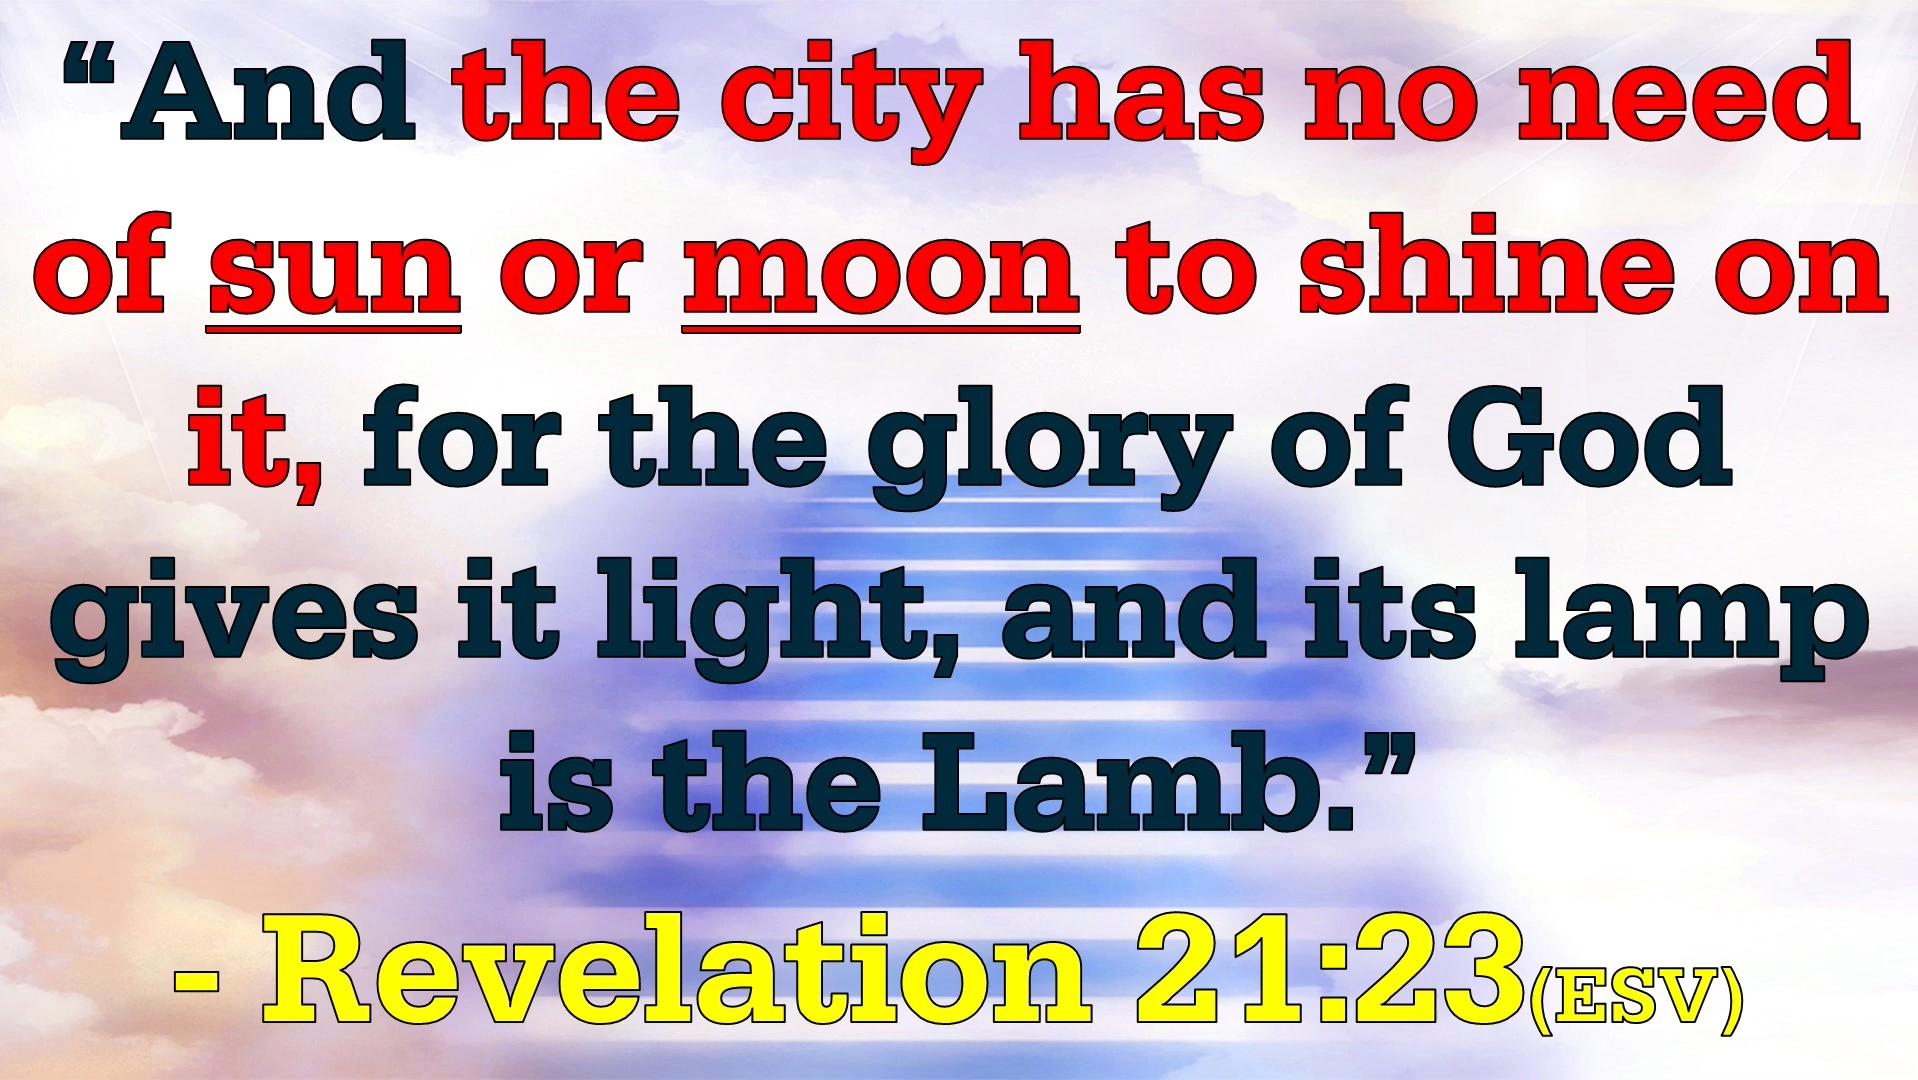 “And the city has no need
of sun or moon to shine on
it, for the glory of God
gives it light, and its lamp
is the Lamb.”
- Revelation 21:23(ESV)